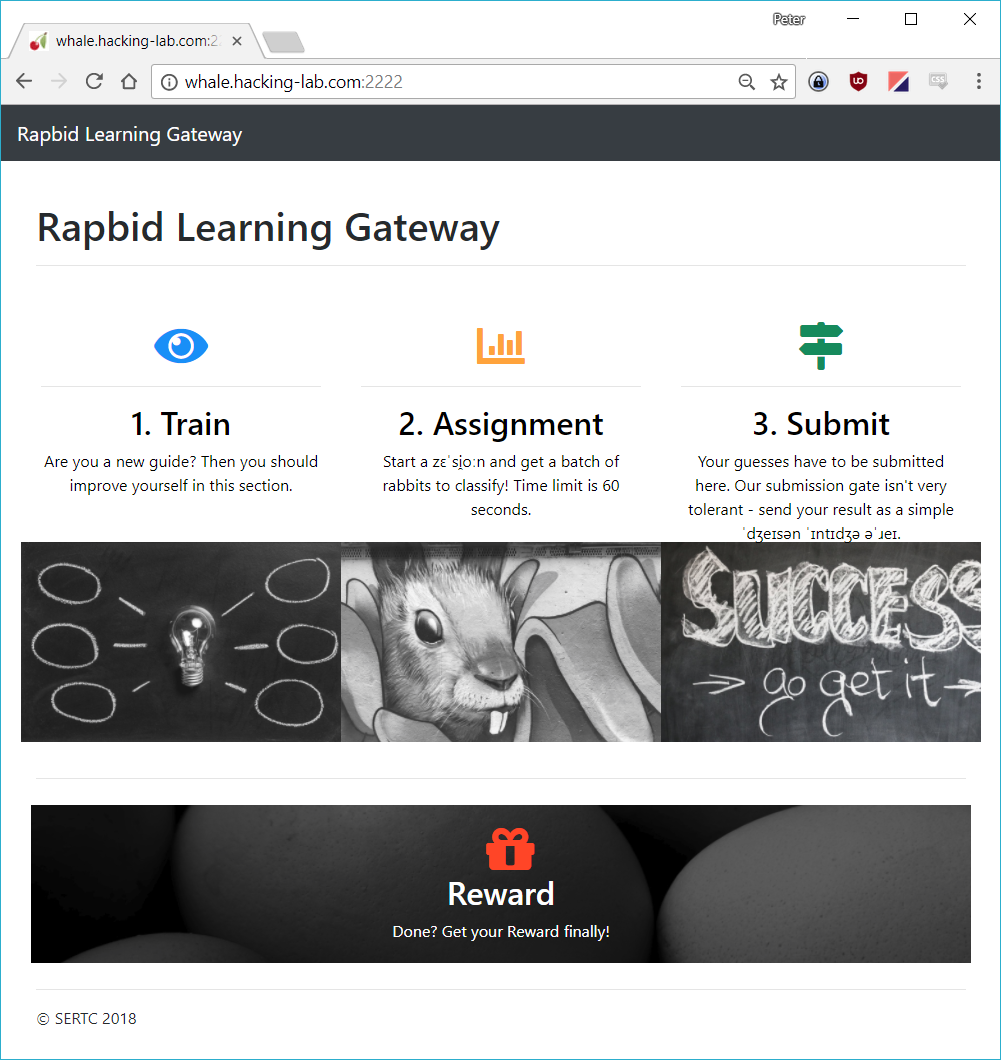 Peter
whale.hacking-lab.com:2
whale.hacking-lab.com:2222
Rapbid Learning Gateway
Rapbid Learning Gateway
1. Train
Are you a new guide? Then you should
improve yourself in this section.
2. Assignment
Start a zɛˈsi̯oːn and get a batch of
rabbits to classify! Time limit is 60
seconds.
3. Submit
Your guesses have to be submitted
here. Our submission gate isn't very
tolerant - send your result as a simple
ˈdʒeɪsən ˈɪntɪdʒə əˈɹeɪ.
SUCCESS
go get it
Reward
Done? Get your Reward finally!
© SERTC 2018